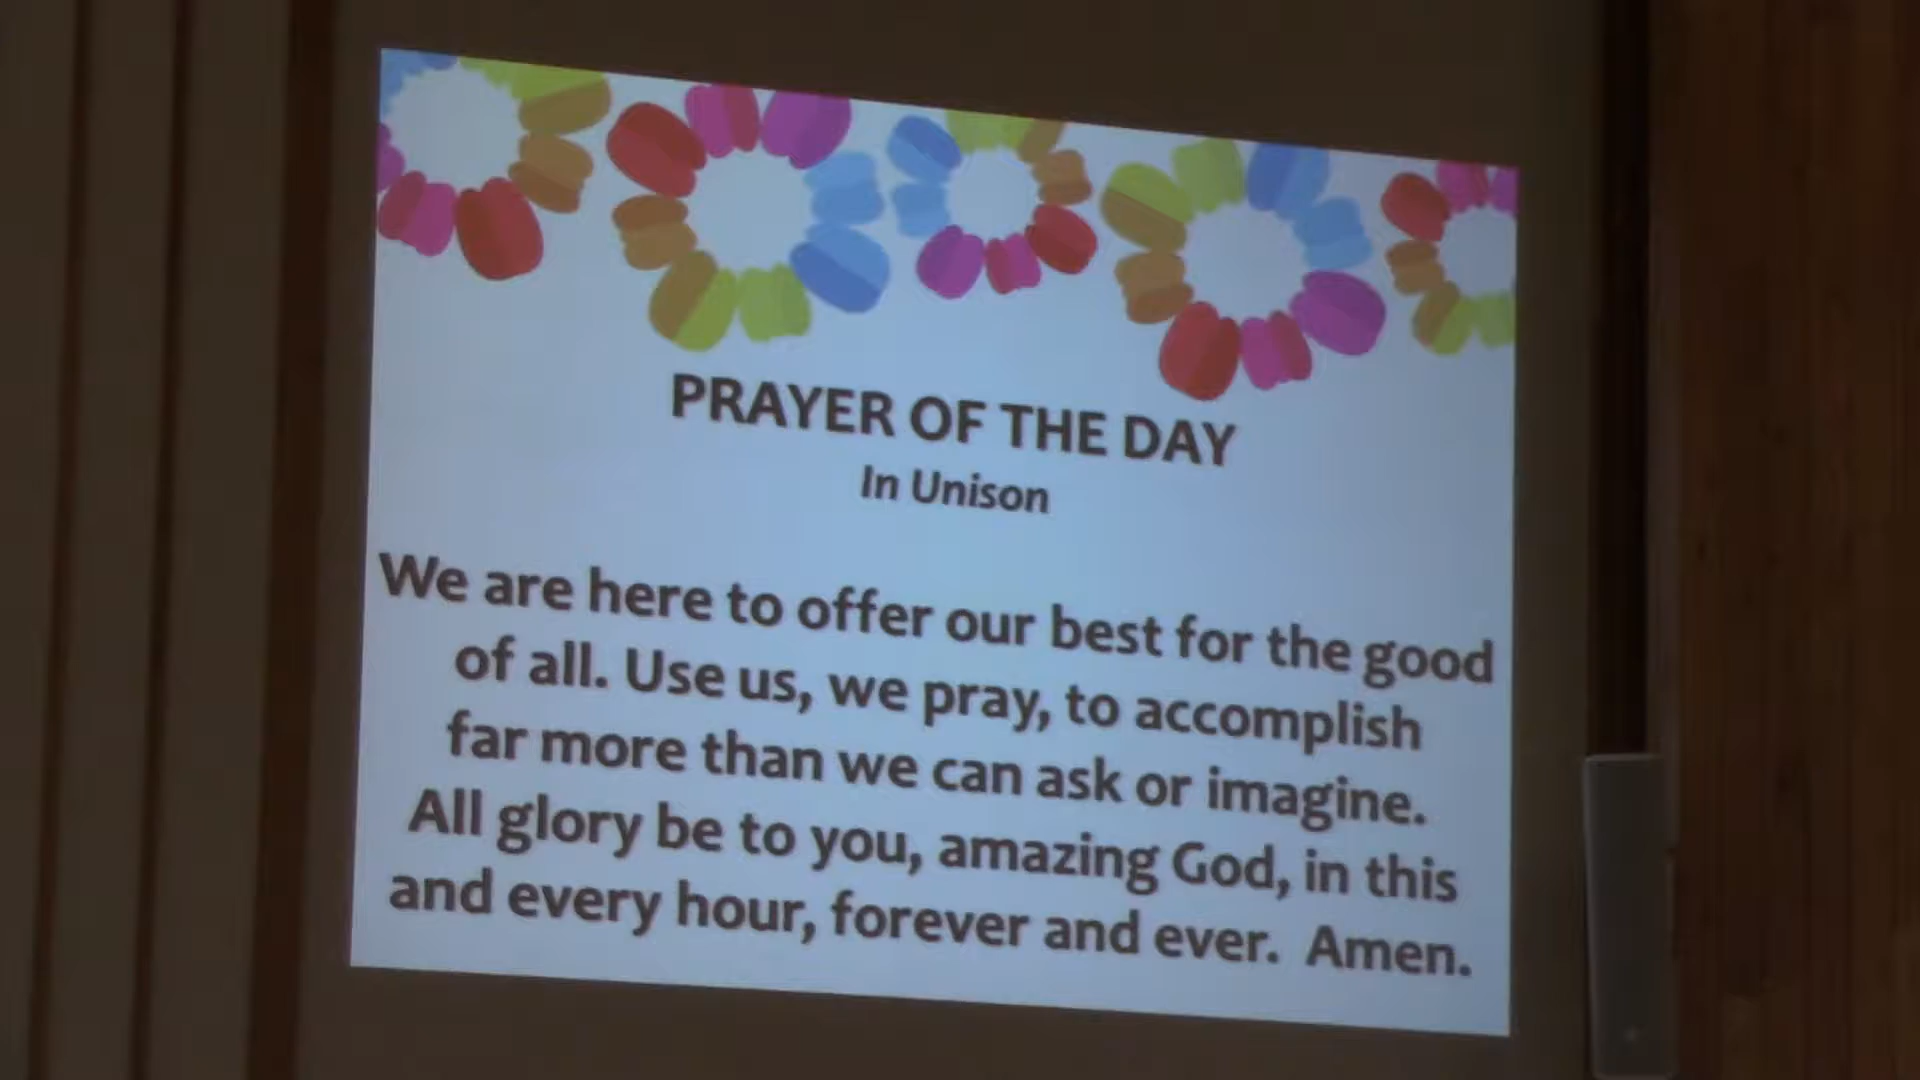 PRAYER OF THE DAY
In Unison
We are here to offer our best for the good
of all. Use us, we pray, to accomplish
far more than we can ask or imagine.
All glory be to you, amazing God, in this
and every hour, forever and ever. Amen.